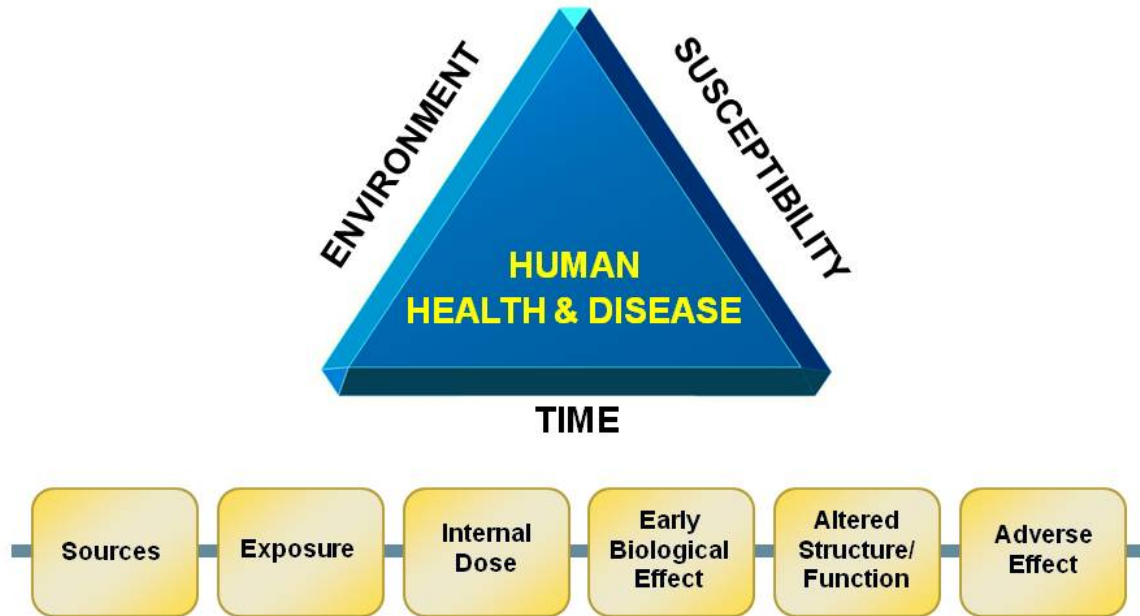 ENVIRONMENT
SUSCEPTIBILITY
HUMAN
HEALTH & DISEASE
TIME
Sources
Exposure
Internal
Dose
Early
Biological
Effect
Altered
Structure/
Function
Adverse
Effect